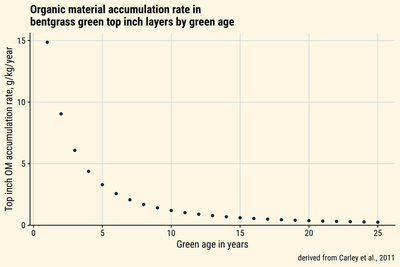 Organic material accumulation rate in
bentgrass green top inch layers by green age
Top inch OM accumulation rate, g/kg/year
15
10
5
0
0 5 10 15 20 25
Green age in years
derived from Carley et al., 2011